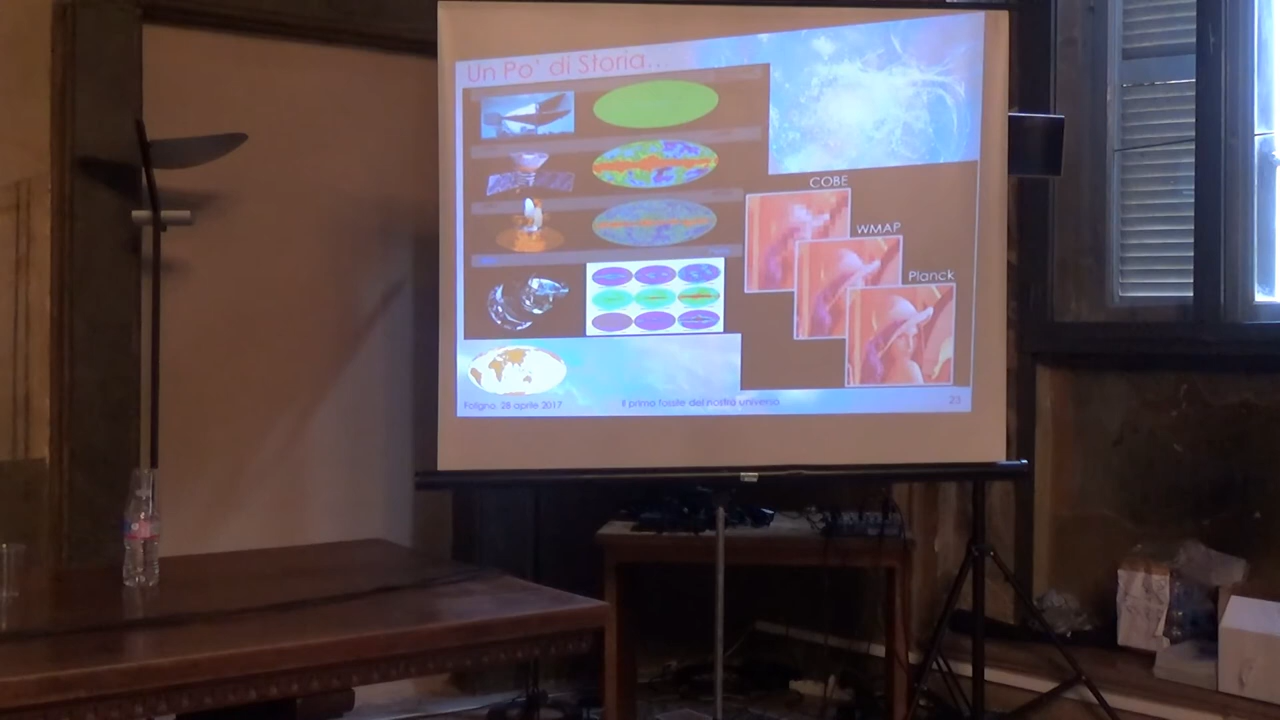 Un Po' di Storia...
COBE
WMAP
Planck
Foligno, 28 aprile 2017
Il primo fossile del nostro universo
23